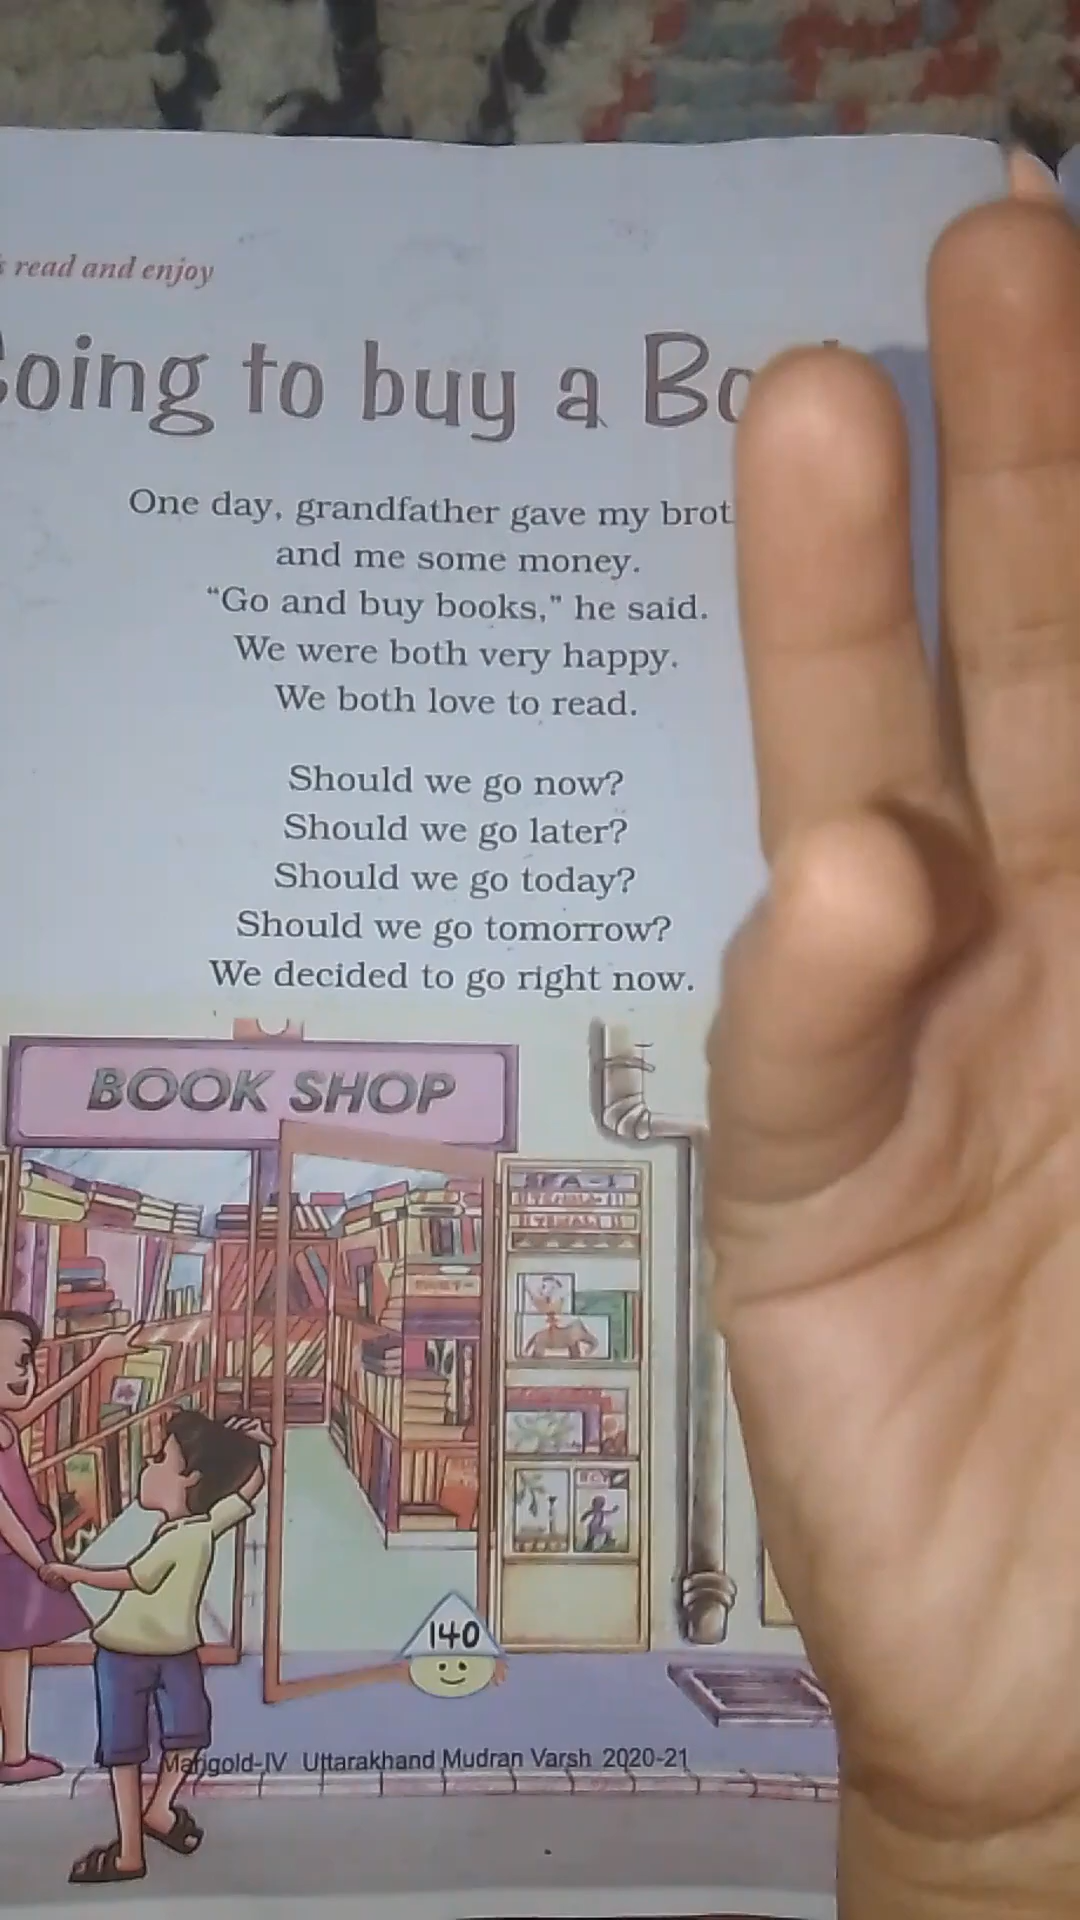 read and enjoy
oing to buy a Bo
One day, grandfather gave my brot
and me some money.
“Go and buy books,” he said.
We were both very happy.
We both love to read.
Should we go now?
Should we go later?
Should we go today?
Should we go tomorrow?
We decided to go right now.
BOOK SHOP
140
Marigold-IV Uttarakhand Mudran Varsh 2020-21